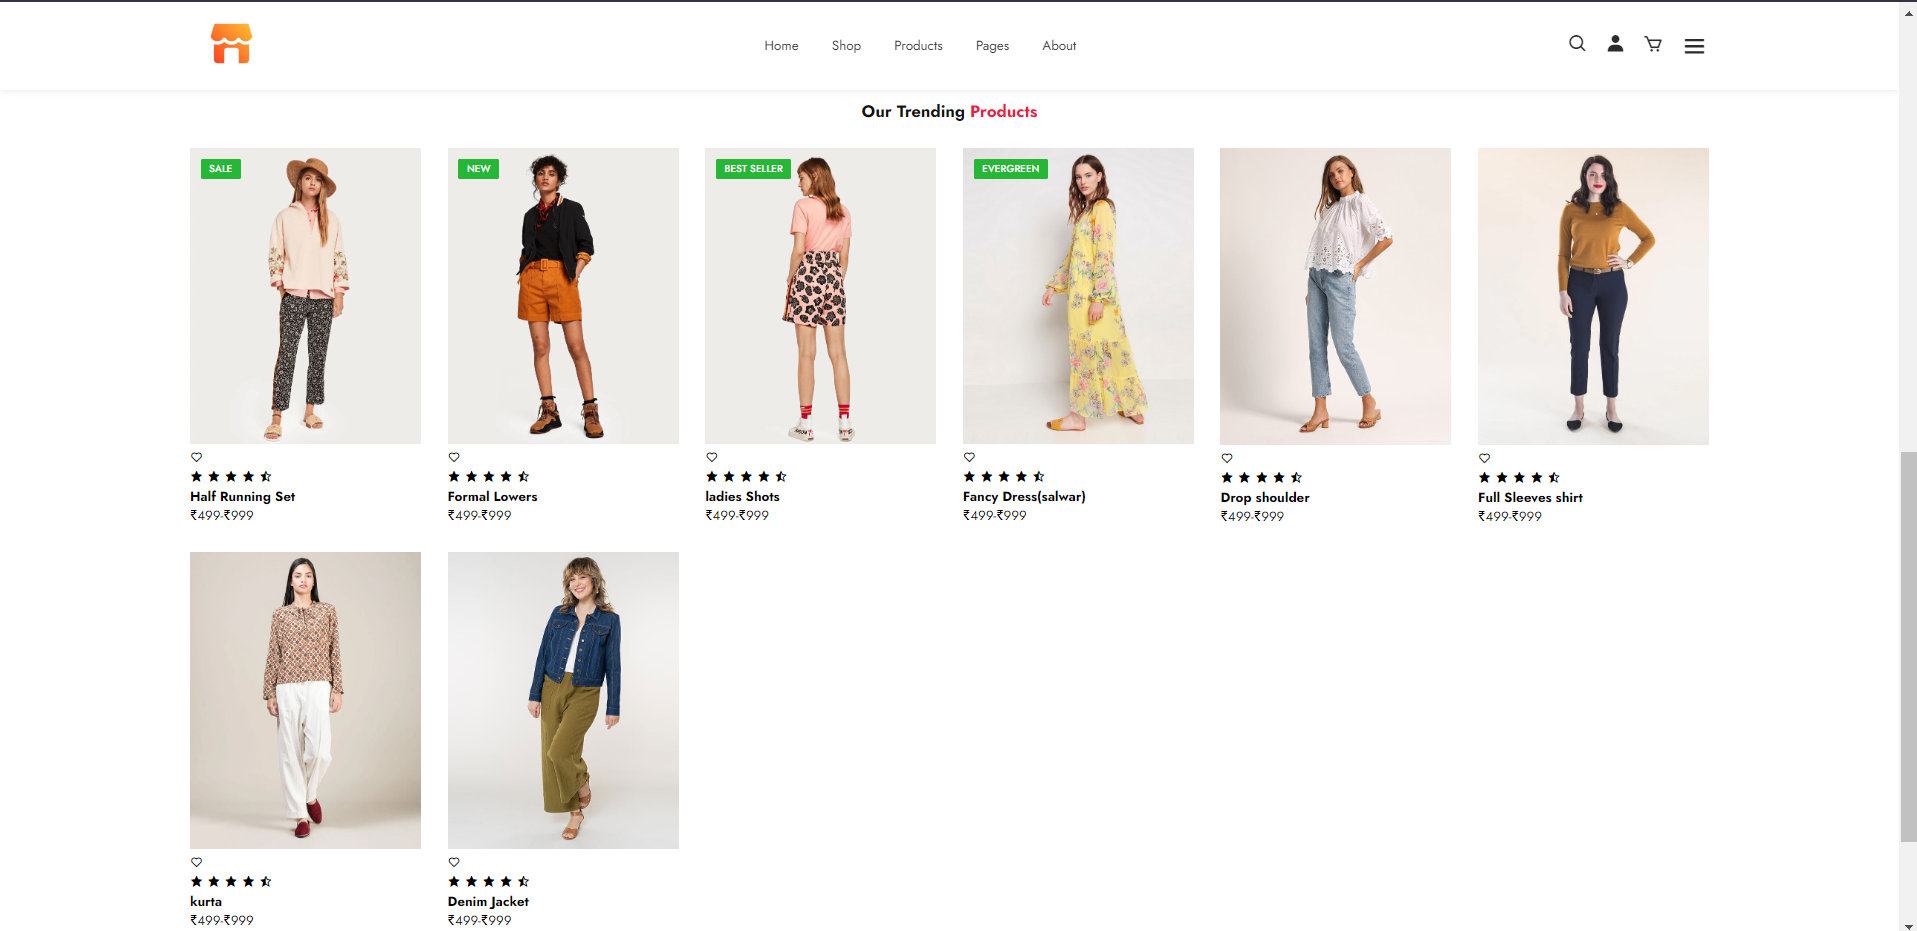 Home Shop Products Pages About
Our Trending Products
SALE
Half Running Set
₹499-₹999
NEW
Formal Lowers
₹499-₹999
BEST SELLER
ladies Shots
₹499-₹999
EVERGREEN
Fancy Dress(salwar)
₹499-₹999
Drop shoulder
₹499-₹999
Full Sleeves shirt
₹499-₹999
kurta
₹499-₹999
Denim Jacket
₹499-₹999